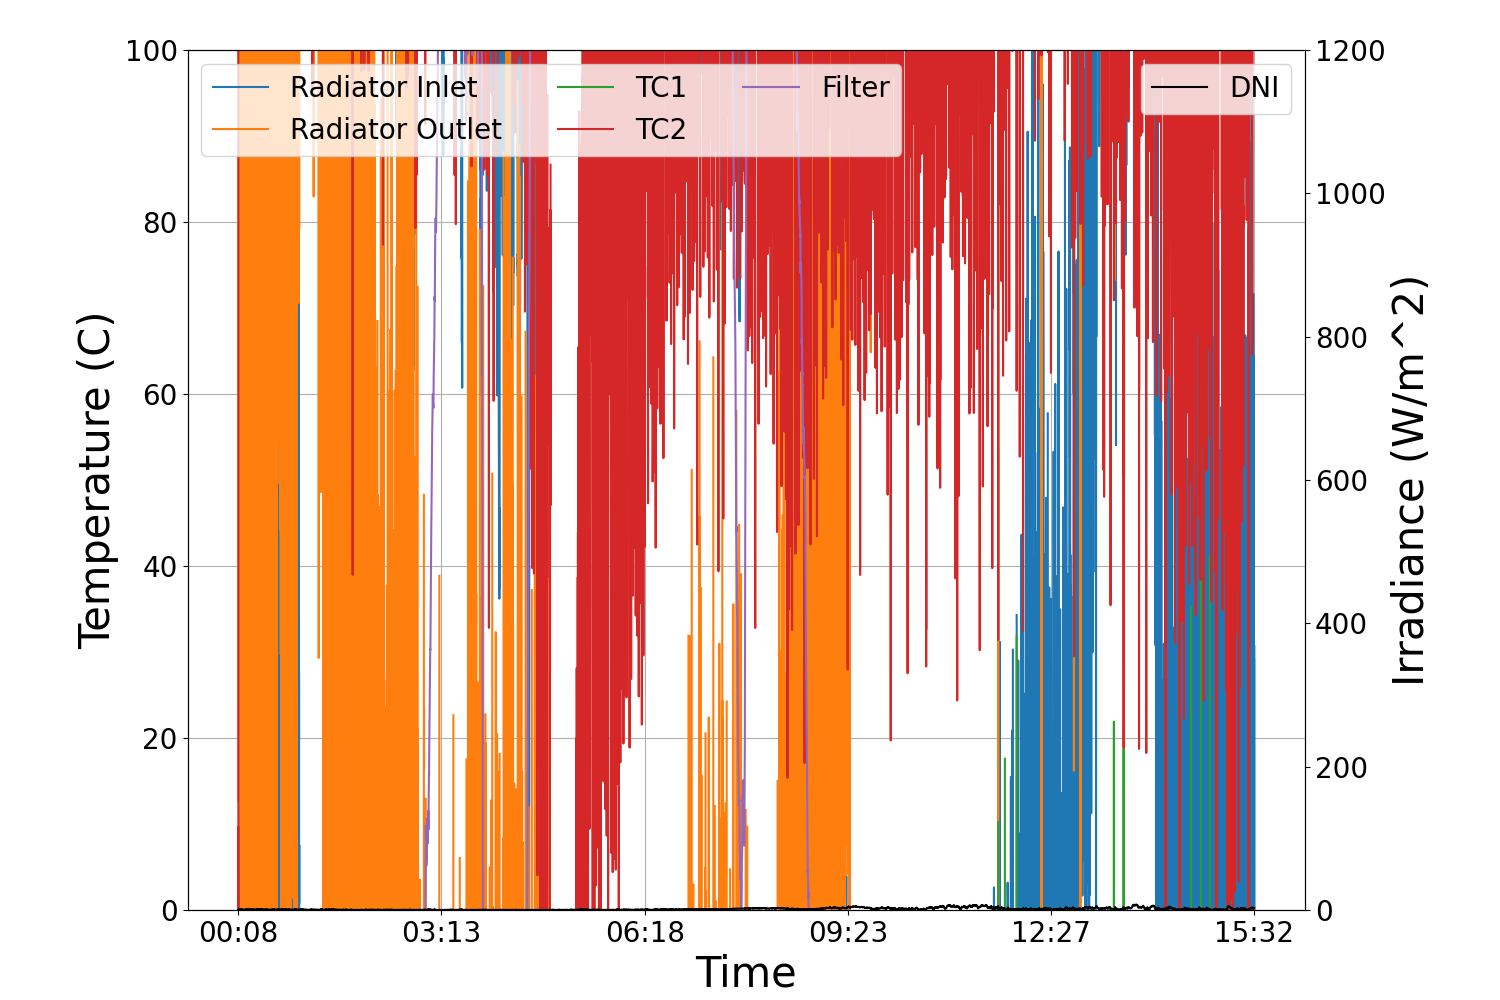 100
80
60
40
20
0
Temperature (C)
Radiator Inlet
Radiator Outlet
TC1
TC2
Filter
DNI
1200
1000
800
600
400
200
0
Irradiance (W/m^2)
00:08
03:13
06:18
09:23
12:27
15:32
Time